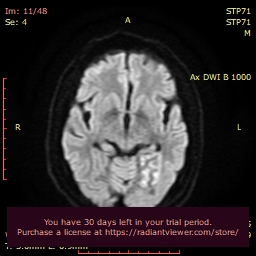 Im: 11/48
Se: 4
A
STP71
STP71
M
Ax DWI B 1000
R
L
You have 30 days left in your trial period.
Purchase a license at https://radiantviewer.com/store/